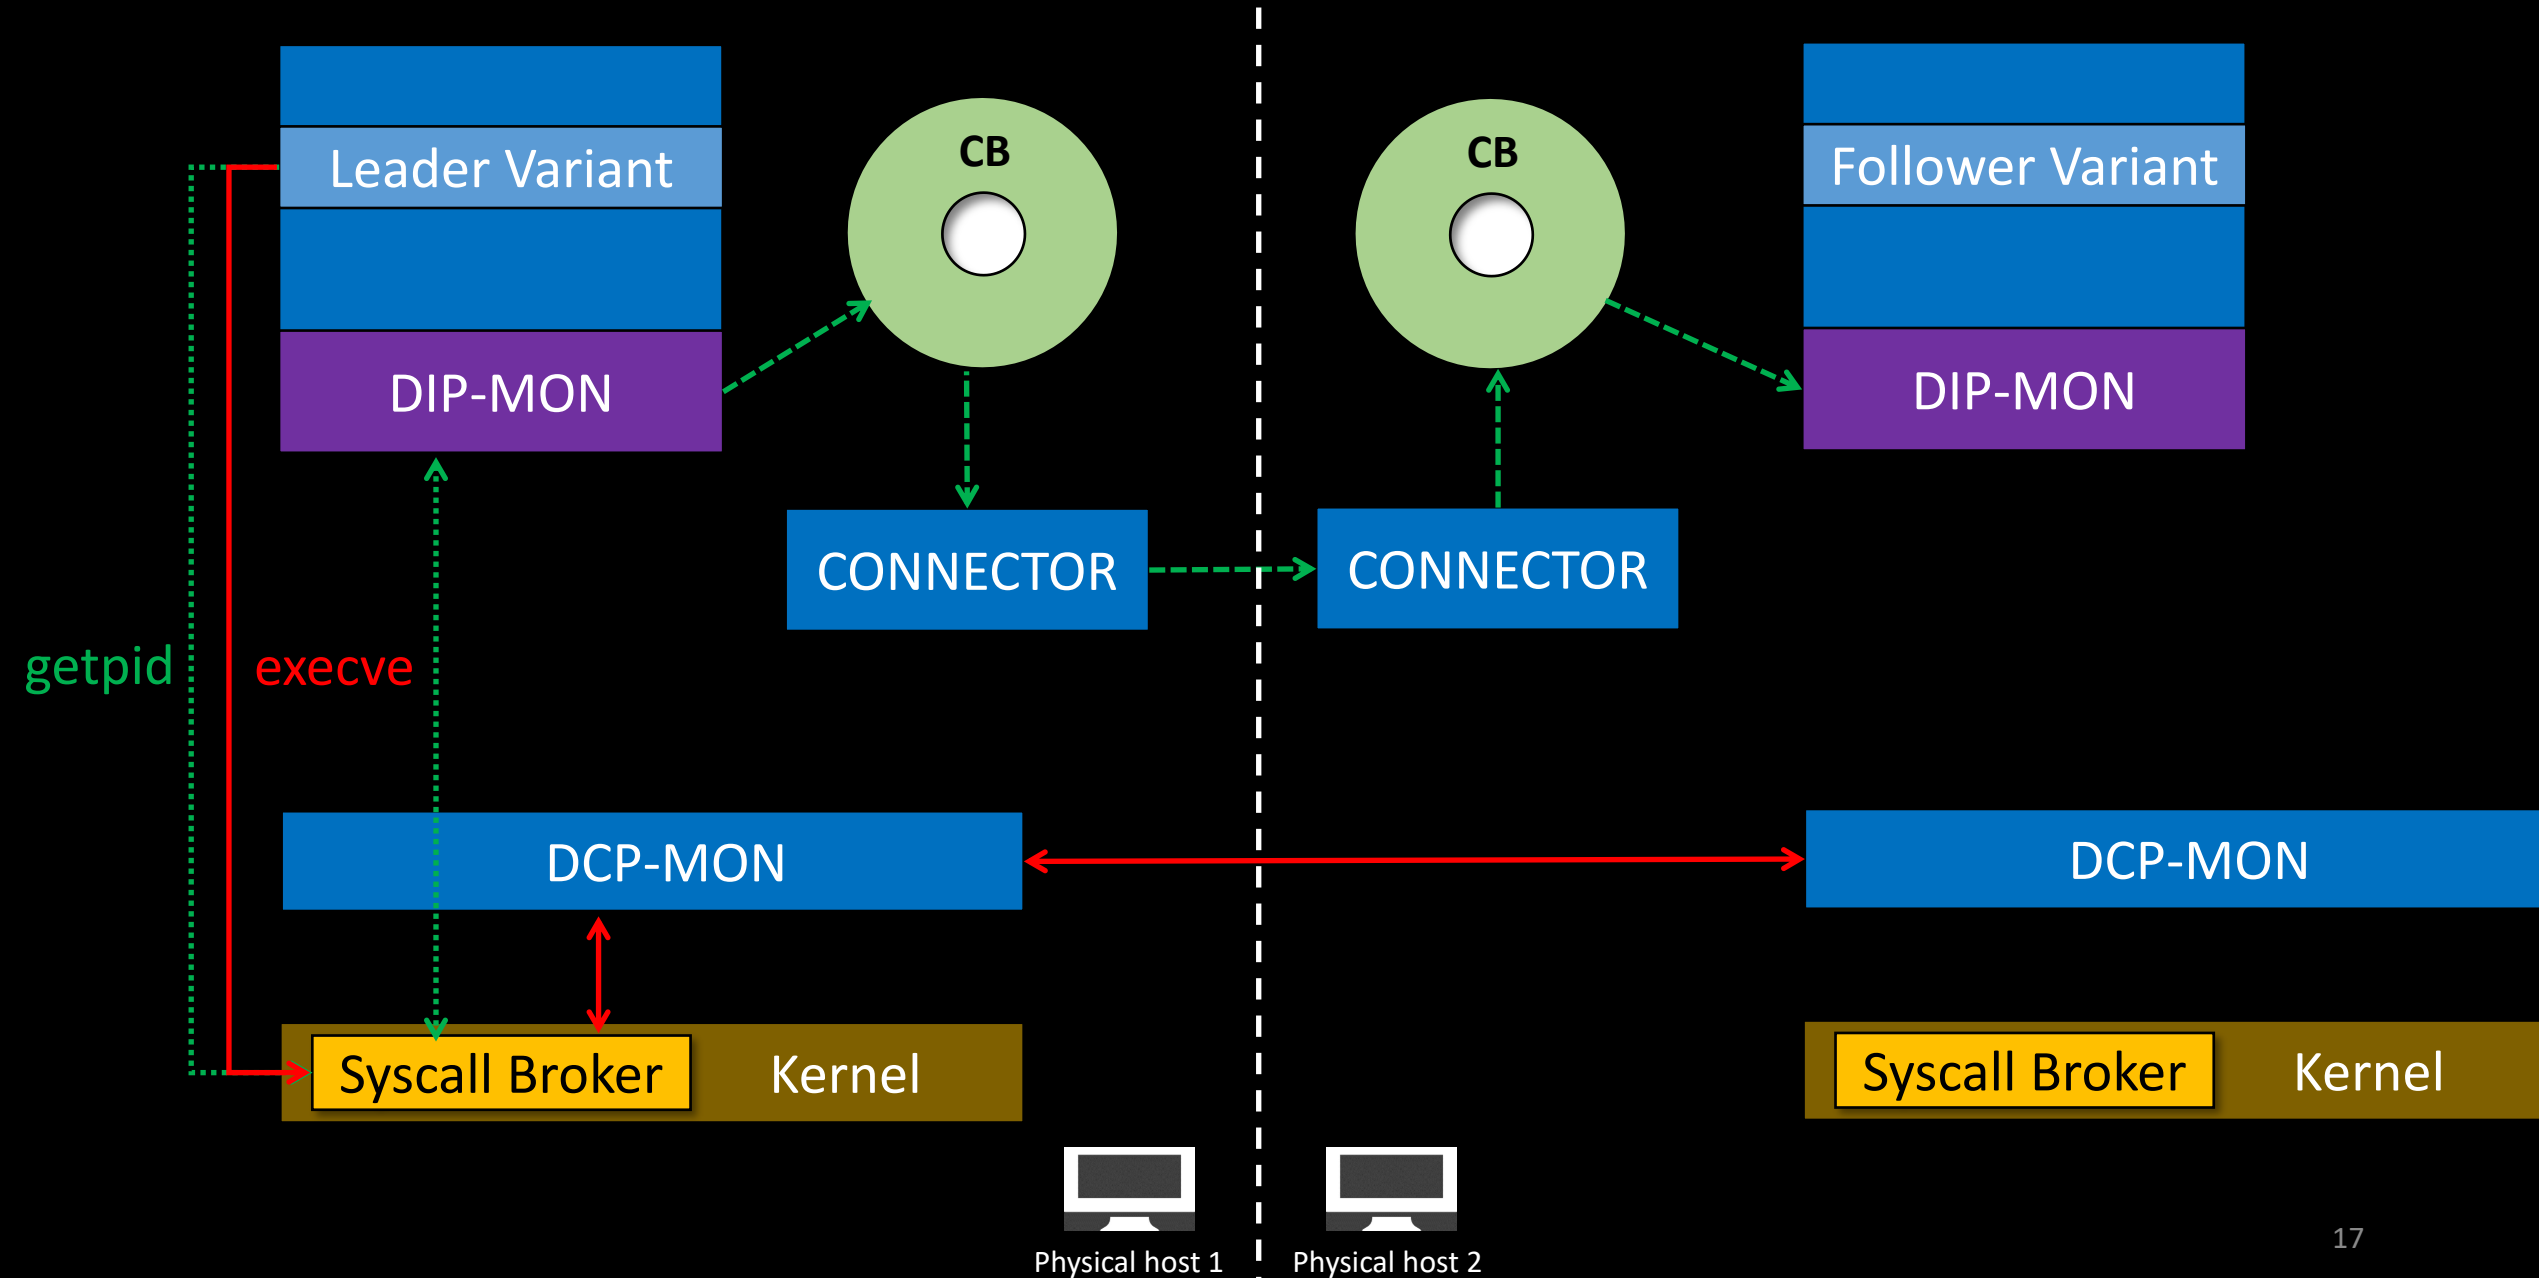 Leader Variant
CB
CB
Follower Variant
DIP-MON
DIP-MON
CONNECTOR
CONNECTOR
getpid
execve
DCP-MON
DCP-MON
Syscall Broker
Kernel
Syscall Broker
Kernel
Physical host 1
Physical host 2
17